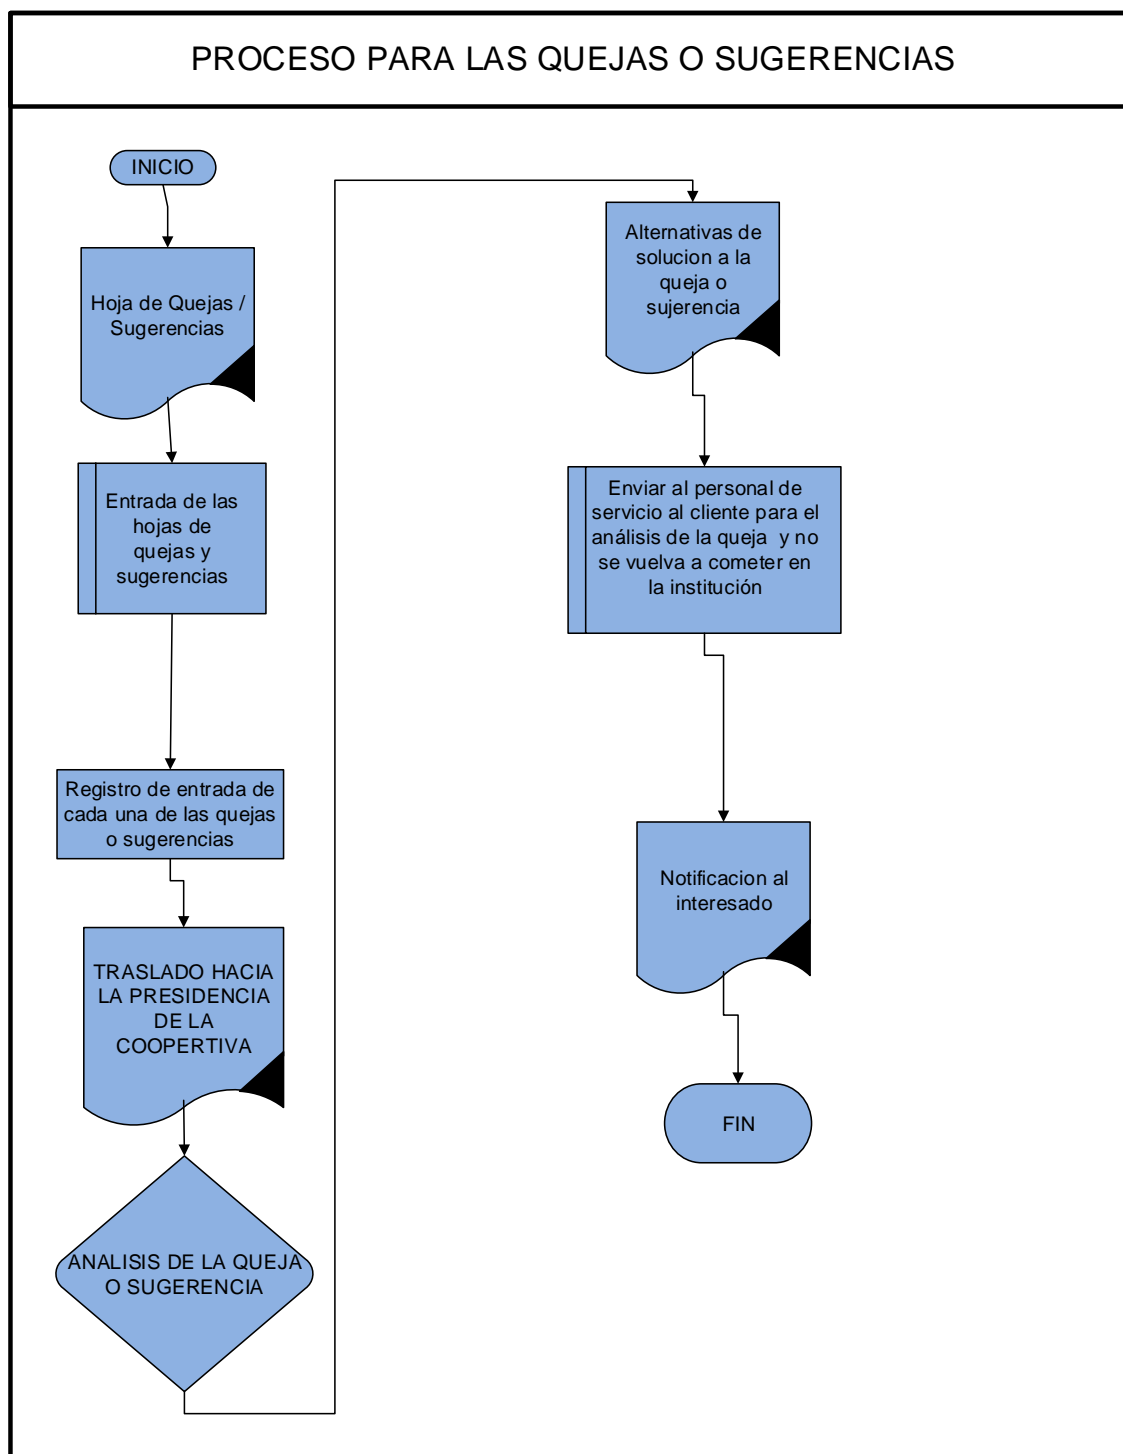 PROCESO PARA LAS QUEJAS O SUGERENCIAS
INICIO
Hoja de Quejas /
Sugerencias
Entrada de las
hojas de
quejas y
sugerencias
Registro de entrada de
cada una de las quejas
o sugerencias
TRASLADO HACIA
LA PRESIDENCIA
DE LA
COOPERTIVA
ANALISIS DE LA QUEJA
O SUGERENCIA
Alternativas de
solucion a la
queja o
sujerencia
Enviar al personal de
servicio al cliente para el
análisis de la queja  y no
se vuelva a cometer en
la institución
Notificacion al
interesado
FIN